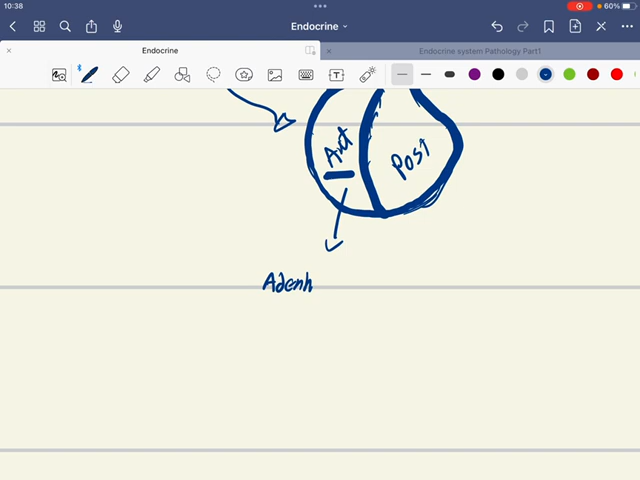 10:38
60%
Endocrine
Endocrine
Endocrine system Pathology Part1
T
Ant
Post
Adenh